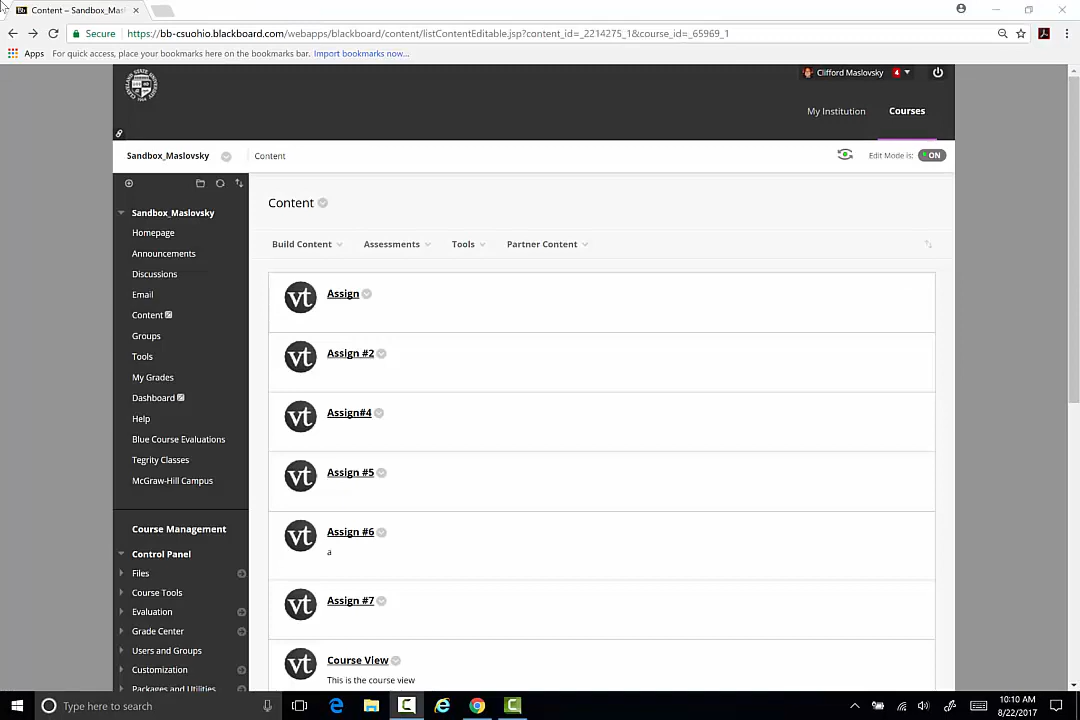 Content – Sandbox_Mas
Secure https://bb-csuohio.blackboard.com/webapps/blackboard/content/listContentEditable.jsp?content_id=_2214275_1&course_id=_65969_1
Apps For quick access, place your bookmarks here on the bookmarks bar. Import bookmarks now...
Clifford Maslovsky 4
My Institution Courses
Sandbox_Maslovsky Content Edit Mode is: ON
Sandbox_Maslovsky
Homepage
Announcements
Discussions
Email
Content
Groups
Tools
My Grades
Dashboard
Help
Blue Course Evaluations
Tegrity Classes
McGraw-Hill Campus
Course Management
Control Panel
Files
Course Tools
Evaluation
Grade Center
Users and Groups
Customization
Packages and Utilities
Content
Build Content Assessments Tools Partner Content
vt Assign
vt Assign #2
vt Assign#4
vt Assign #5
vt Assign #6
a
vt Assign #7
vt Course View
This is the course view
Type here to search
10:10 AM
8/22/2017